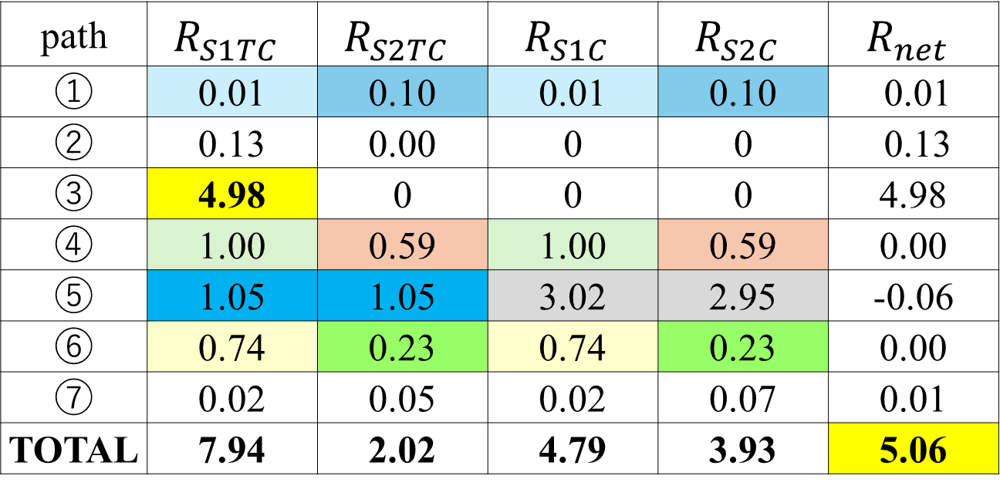 path R_{S1TC} R_{S2TC} R_{S1C} R_{S2C} R_{net}
① 0.01 0.10 0.01 0.10 0.01
② 0.13 0.00 0 0 0.13
③ 4.98 0 0 0 4.98
④ 1.00 0.59 1.00 0.59 0.00
⑤ 1.05 1.05 3.02 2.95 -0.06
⑥ 0.74 0.23 0.74 0.23 0.00
⑦ 0.02 0.05 0.02 0.07 0.01
TOTAL 7.94 2.02 4.79 3.93 5.06